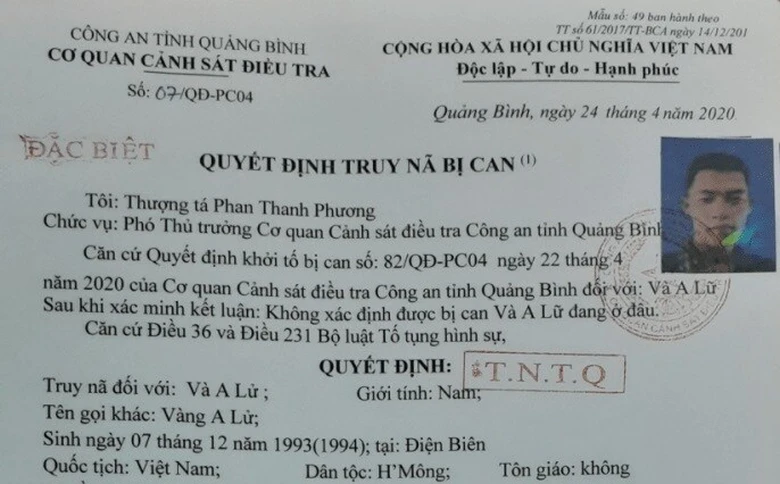 Mẫu số: 49 ban hành theo
TT số 61/2017/TT-BCA ngày 14/12/201
CÔNG AN TỈNH QUẢNG BÌNH
CƠ QUAN CẢNH SÁT ĐIỀU TRA
Số: 07/QĐ-PC04
CỘNG HÒA XÃ HỘI CHỦ NGHĨA VIỆT NAM
Độc lập - Tự do - Hạnh phúc
Quảng Bình, ngày 24 tháng 4 năm 2020
ĐẶC BIỆT
QUYẾT ĐỊNH TRUY NÃ BỊ CAN (1)
Tôi: Thượng tá Phan Thanh Phương
Chức vụ: Phó Thủ trưởng Cơ quan Cảnh sát điều tra Công an tỉnh Quảng Bình
Căn cứ Quyết định khởi tố bị can số: 82/QĐ-PC04 ngày 22 tháng 4
năm 2020 của Cơ quan Cảnh sát điều tra Công an tỉnh Quảng Bình đối với: Và A Lữ
Sau khi xác minh kết luận: Không xác định được bị can Và A Lữ đang ở đâu.
Căn cứ Điều 36 và Điều 231 Bộ luật Tố tụng hình sự,
QUYẾT ĐỊNH:
T.N.T.Q
Truy nã đối với: Và A Lử; Giới tính: Nam;
Tên gọi khác: Vàng A Lử;
Sinh ngày 07 tháng 12 năm 1993(1994); tại: Điện Biên
Quốc tịch: Việt Nam; Dân tộc: H'Mông; Tôn giáo: không